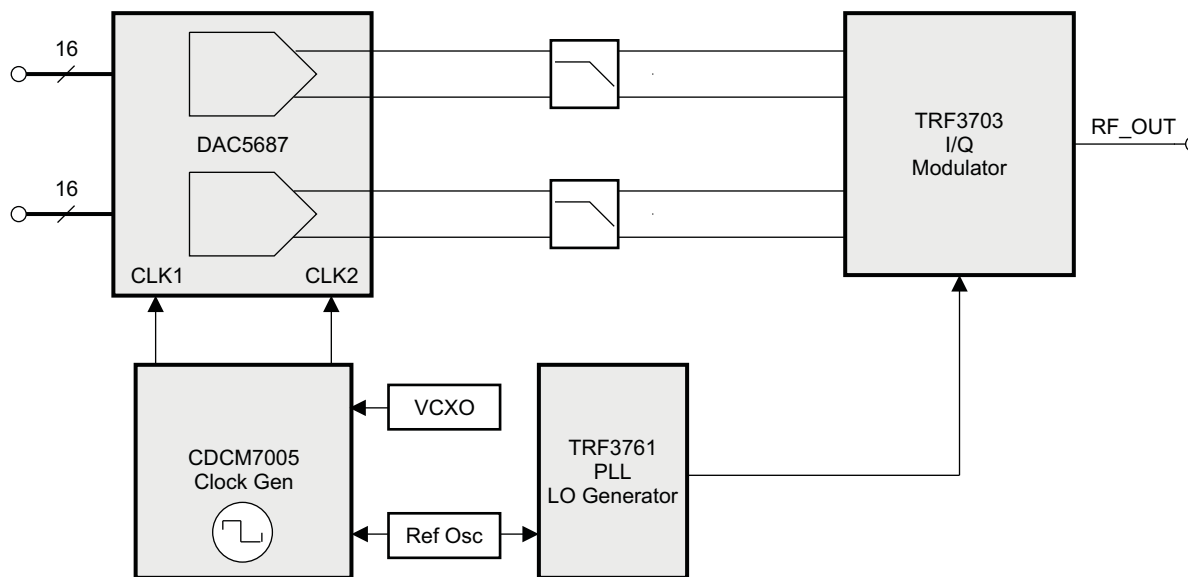 16
DAC5687
16
CLK1
CLK2
TRF3703
I/Q
Modulator
RF_OUT
CDCM7005
Clock Gen
VCXO
Ref Osc
TRF3761
PLL
LO Generator